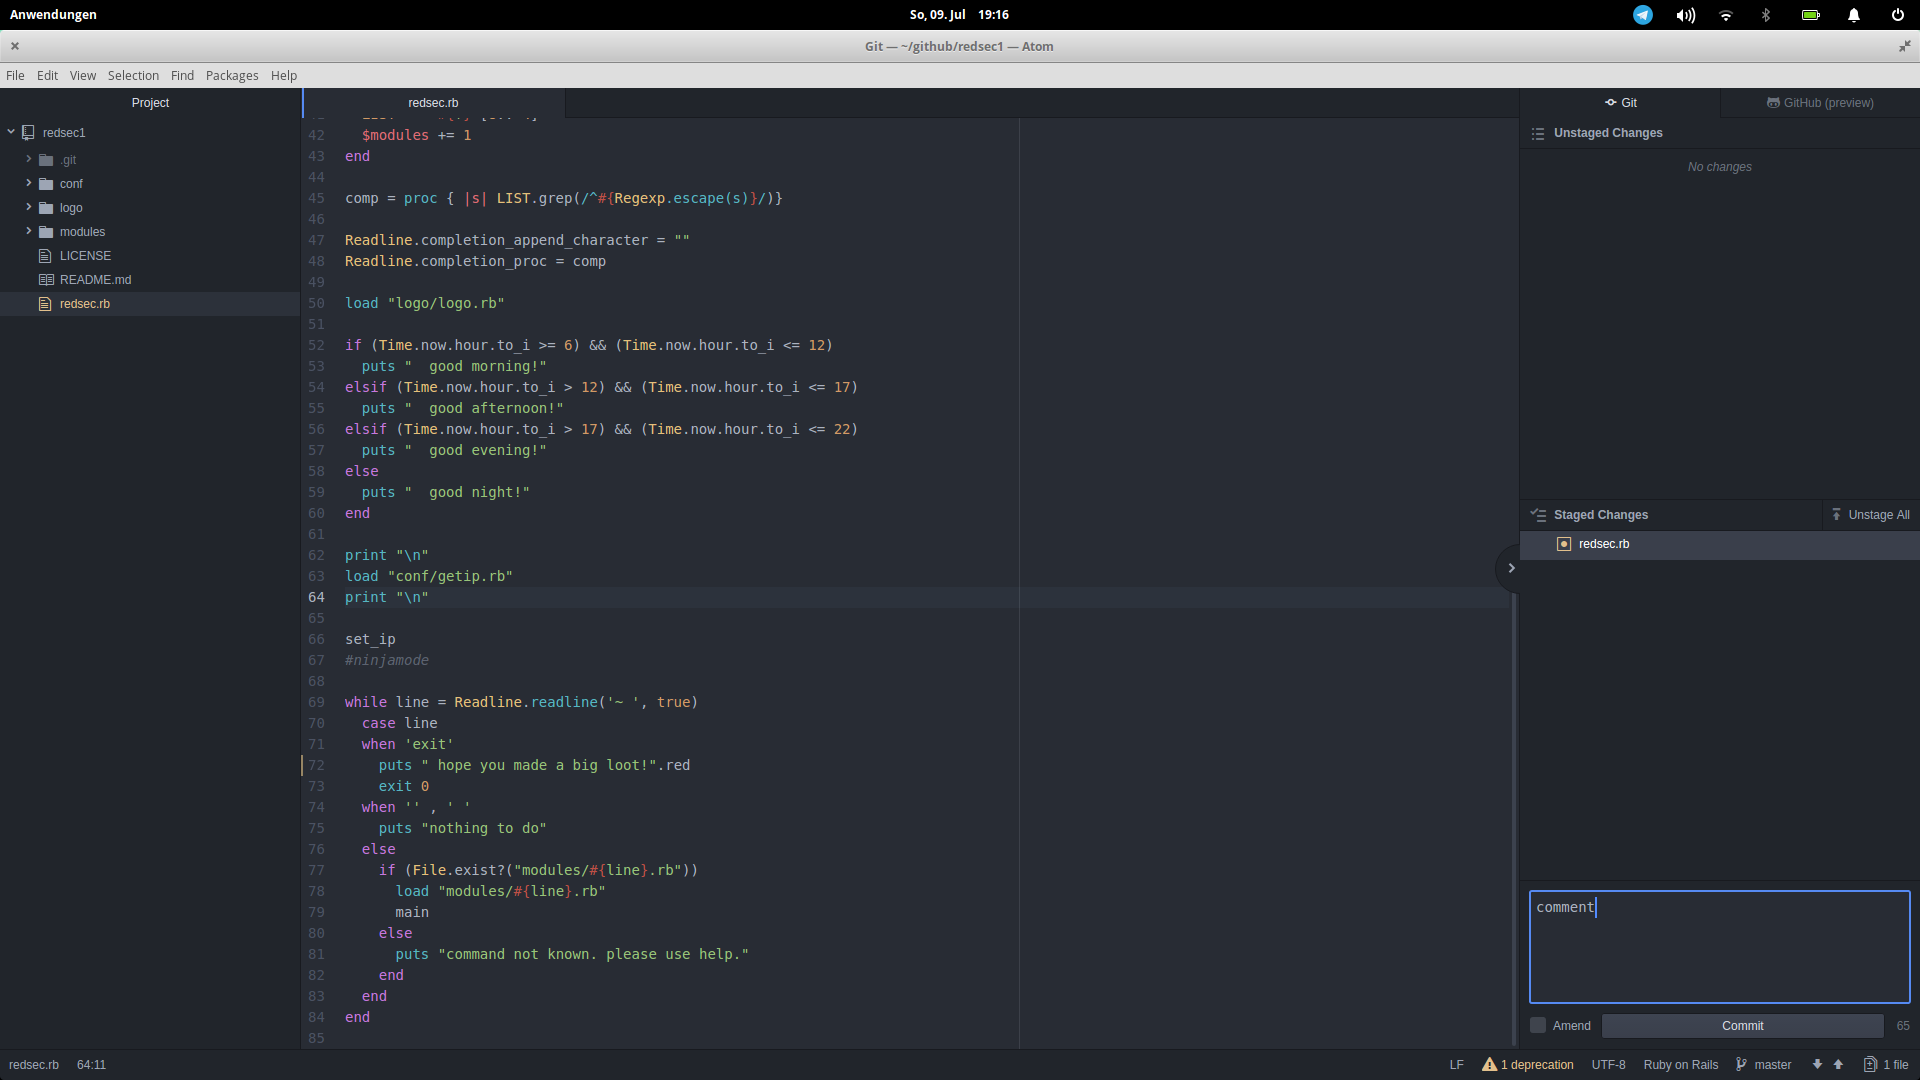 Anwendungen
So, 09. Jul 19:16
Git — ~/github/redsec1 — Atom
File Edit View Selection Find Packages Help
Project
redsec1
.git
conf
logo
modules
LICENSE
README.md
redsec.rb
redsec.rb
42 $modules += 1
43 end
44
45 comp = proc { |s| LIST.grep(/^#{Regexp.escape(s)}/)}
46
47 Readline.completion_append_character = ""
48 Readline.completion_proc = comp
49
50 load "logo/logo.rb"
51
52 if (Time.now.hour.to_i >= 6) && (Time.now.hour.to_i <= 12)
53 puts "  good morning!"
54 elsif (Time.now.hour.to_i > 12) && (Time.now.hour.to_i <= 17)
55 puts "  good afternoon!"
56 elsif (Time.now.hour.to_i > 17) && (Time.now.hour.to_i <= 22)
57 puts "  good evening!"
58 else
59 puts "  good night!"
60 end
61
62 print "\n"
63 load "conf/getip.rb"
64 print "\n"
65
66 set_ip
67 #ninjamode
68
69 while line = Readline.readline('~ ', true)
70 case line
71 when 'exit'
72 puts " hope you made a big loot!".red
73 exit 0
74 when '' , ' '
75 puts "nothing to do"
76 else
77 if (File.exist?("modules/#{line}.rb"))
78 load "modules/#{line}.rb"
79 main
80 else
81 puts "command not known. please use help."
82 end
83 end
84 end
85
Git
GitHub (preview)
Unstaged Changes
No changes
Staged Changes
Unstage All
redsec.rb
comment
Amend
Commit
65
redsec.rb 64:11
LF 1 deprecation UTF-8 Ruby on Rails master 1 file